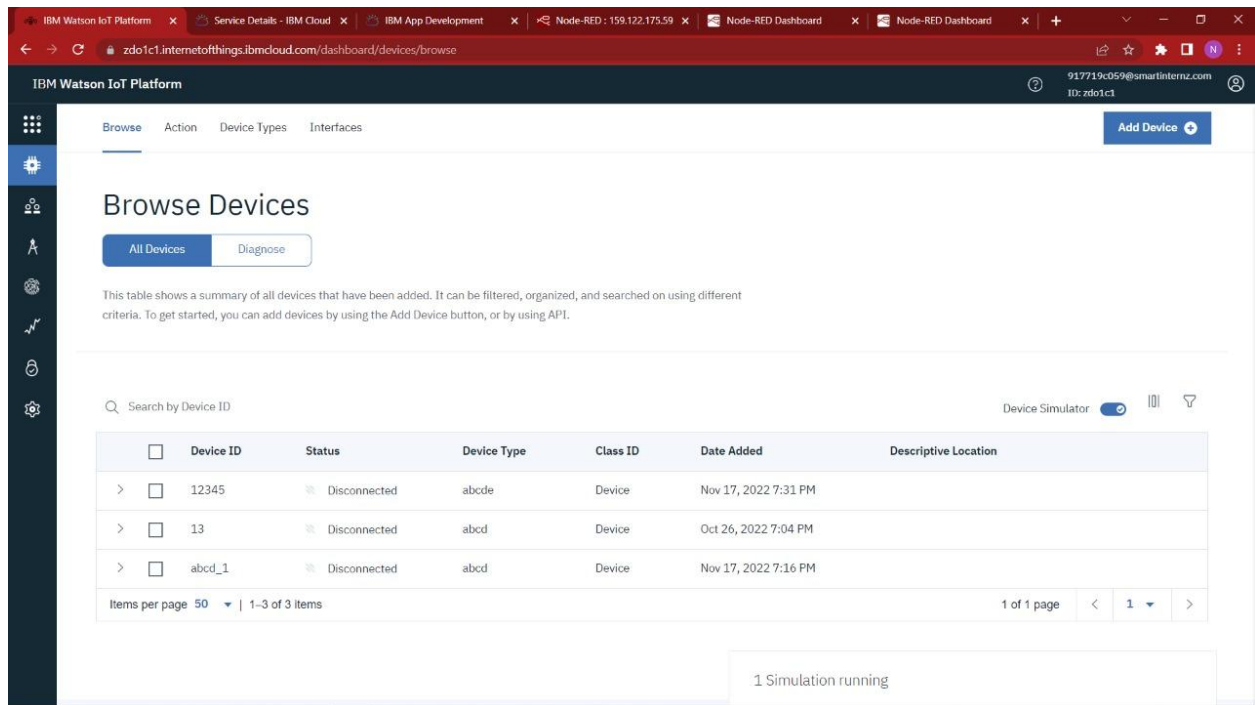 IBM Watson IoT Platform
Service Details - IBM Cloud
IBM App Development
Node-RED : 159.122.175.59
Node-RED Dashboard
Node-RED Dashboard
zdo1c1.internetofthings.ibmcloud.com/dashboard/devices/browse
N
IBM Watson IoT Platform
917719c059@smartinternz.com
ID: zdo1c1
Browse Action Device Types Interfaces
Add Device
Browse Devices
All Devices Diagnose
This table shows a summary of all devices that have been added. It can be filtered, organized, and searched on using different
criteria. To get started, you can add devices by using the Add Device button, or by using API.
Search by Device ID
Device Simulator
Device ID Status Device Type Class ID Date Added Descriptive Location
12345 Disconnected abcde Device Nov 17, 2022 7:31 PM
13 Disconnected abcd Device Oct 26, 2022 7:04 PM
abcd_1 Disconnected abcd Device Nov 17, 2022 7:16 PM
Items per page 50 | 1–3 of 3 items
1 of 1 page 1
1 Simulation running